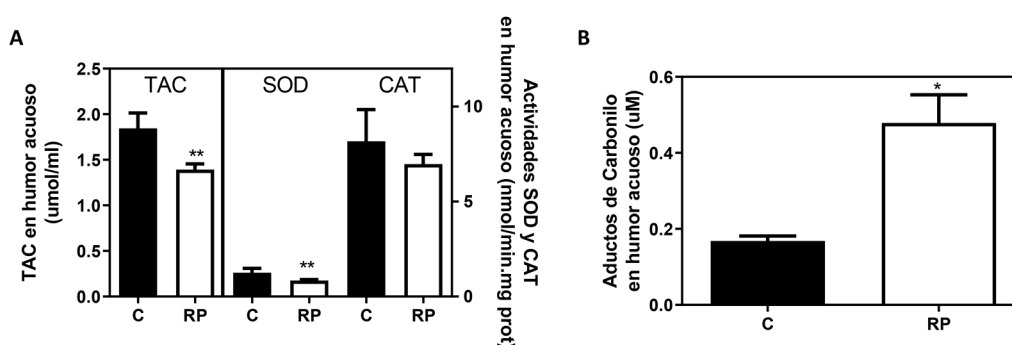 A
TAC en humor acuoso
(umol/ml)
2.5
2.0
1.5
1.0
0.5
0.0
TAC
SOD
CAT
**
**
C
RP
C
RP
C
RP
10
5
0
Actividades SOD y CAT
en humor acuoso (nmol/min.mg prot)
B
Aductos de Carbonilo
en humor acuoso (uM)
0.6
0.4
0.2
0.0
*
C
RP